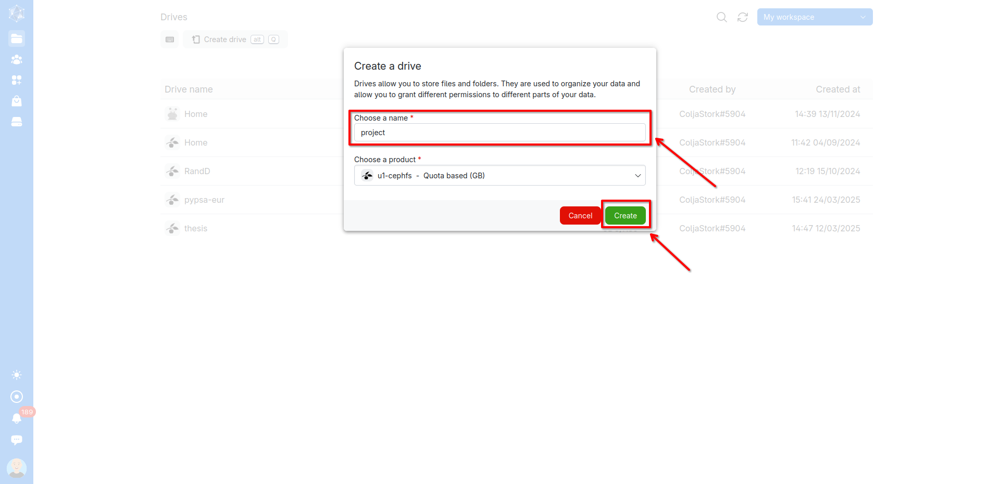 Drives
My workspace
Create drive alt Q
Create a drive
Drives allow you to store files and folders. They are used to organize your data and
allow you to grant different permissions to different parts of your data.
Choose a name *
project
Choose a product *
u1-cephfs - Quota based (GB)
Cancel Create
Drive name Created by Created at
Home ColjaStork#5904 14:39 13/11/2024
Home ColjaStork#5904 11:42 04/09/2024
RandD ColjaStork#5904 12:19 15/10/2024
pypsa-eur ColjaStork#5904 15:41 24/03/2025
thesis ColjaStork#5904 14:47 12/03/2025
189